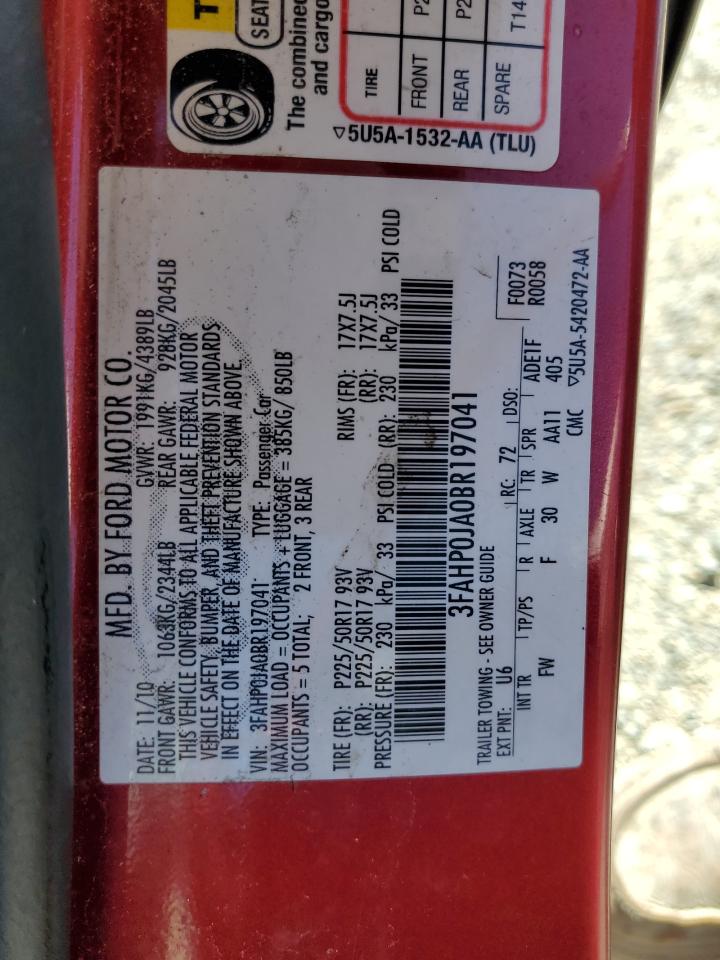 MFD. BY FORD MOTOR CO.
DATE: 11/10 GVWR: 1991KG/4389LB
FRONT GAWR: 1063KG/2344LB REAR GAWR: 928KG/2045LB
THIS VEHICLE CONFORMS TO ALL APPLICABLE FEDERAL MOTOR
VEHICLE SAFETY, BUMPER, AND THEFT PREVENTION STANDARDS
IN EFFECT ON THE DATE OF MANUFACTURE SHOWN ABOVE.
VIN: 3FAHP0JA0BR197041 TYPE: Passenger Car
MAXIMUM LOAD = OCCUPANTS + LUGGAGE = 385KG/ 850LB
OCCUPANTS = 5 TOTAL; 2 FRONT, 3 REAR
TIRE (FR): P225/50R17 93V RIMS (FR): 17X7.5J
(RR): P225/50R17 93V (RR): 17X7.5J
PRESSURE (FR): 230 kPa/ 33 PSI COLD (RR): 230 kPa/ 33 PSI COLD
3FAHP0JA0BR197041
TRAILER TOWING - SEE OWNER GUIDE
EXT PNT: U6 RC: 72 DSO: F0073
R0058
INT TR TP/PS R AXLE TR SPR ADE1F
FW F 30 W AA11 405
CMC ▽5U5A-5420472-AA
T
SEAT
The combined
and cargo
TIRE
FRONT P2
REAR P2
SPARE T14
▽5U5A-1532-AA (TLU)